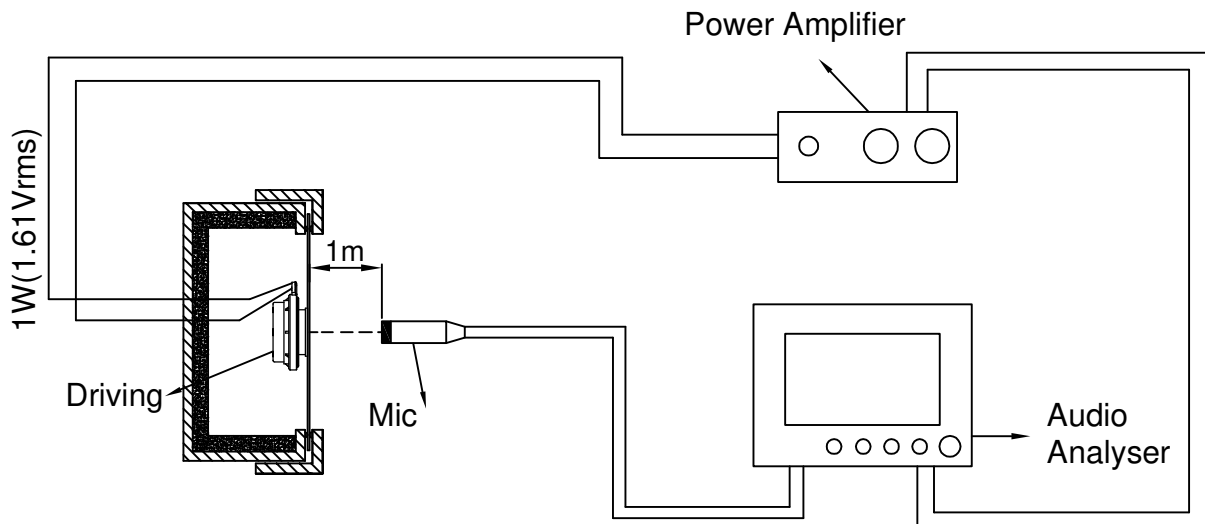 Power Amplifier
1W(1.61Vrms)
1m
Driving
Mic
Audio
Analyser